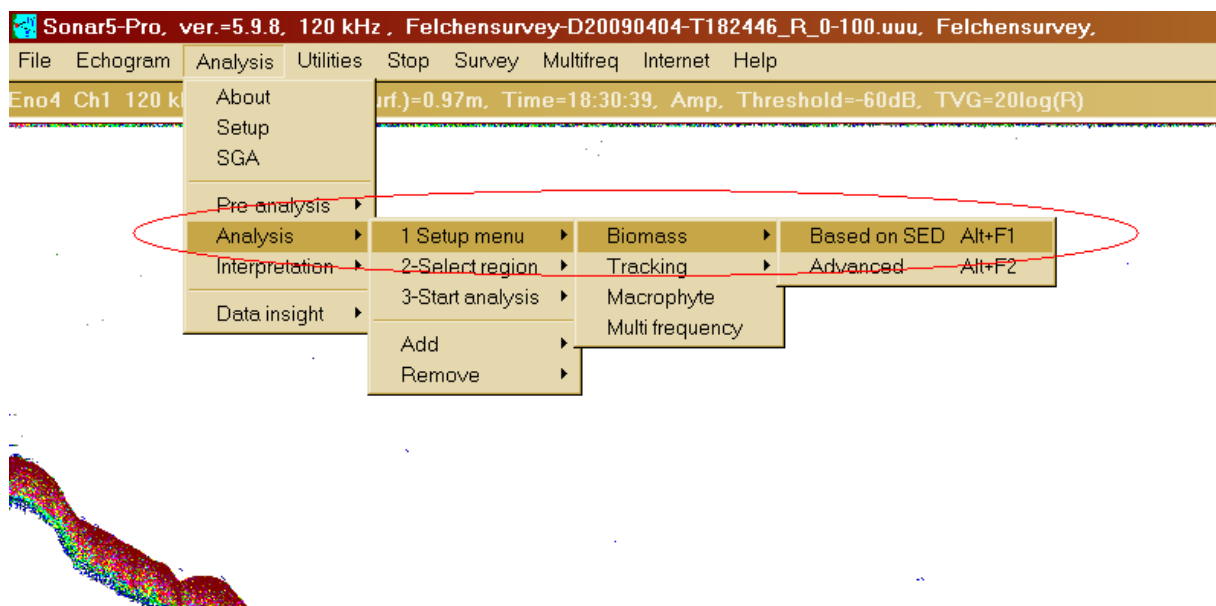 Sonar5-Pro, ver.=5.9.8, 120 kHz , Felchensurvey-D20090404-T182446_R_0-100.uuu, Felchensurvey,
File Echogram Analysis Utilities Stop Survey Multifreq Internet Help
Eno4 Ch1 120 k urf.)=0.97m, Time=18:30:39, Amp, Threshold=-60dB, TVG=20log(R)
About
Setup
SGA
Pre analysis
Analysis 1 Setup menu Biomass Based on SED Alt+F1
Interpretation 2-Select region Tracking Advanced Alt+F2
3-Start analysis Macrophyte
Data insight Multi frequency
Add
Remove